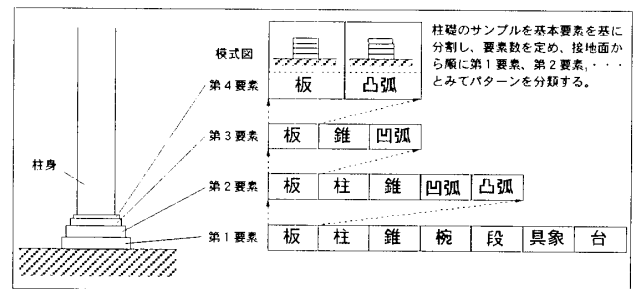 柱礎のサンプルを基本要素を基に
分割し、要素数を定め、接地面か
ら順に第1要素、第2要素,・・・
とみてパターンを分類する。
模式図
第4要素
板 凸弧
第3要素
板 錐 凹弧
柱身
第2要素
板 柱 錐 凹弧 凸弧
第1要素
板 柱 錐 椀 段 具象 台